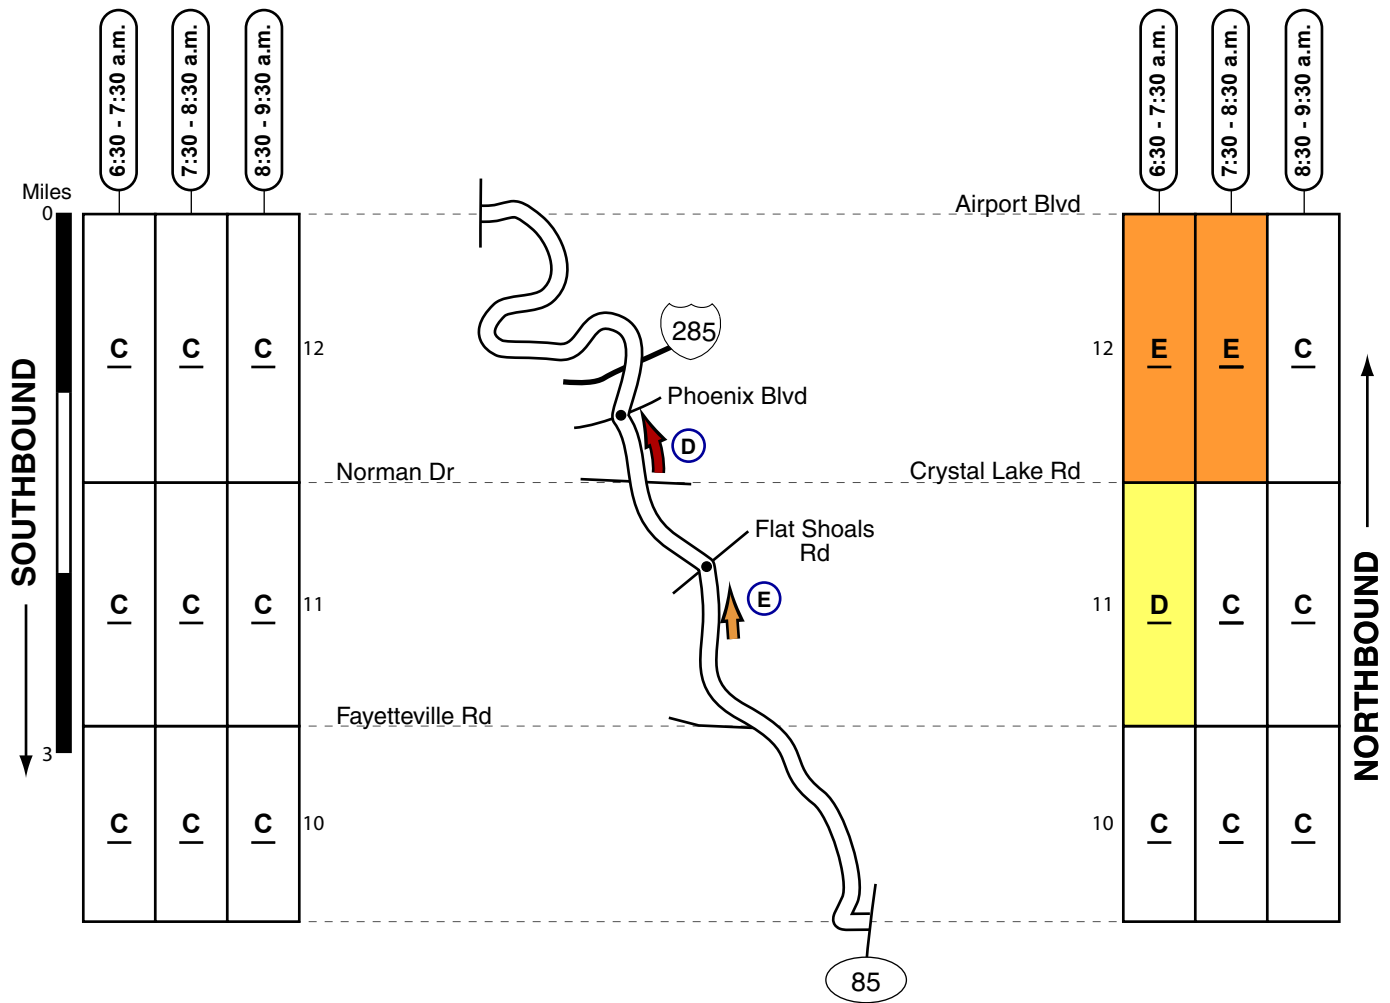 6:30 - 7:30 a.m.
7:30 - 8:30 a.m.
8:30 - 9:30 a.m.
6:30 - 7:30 a.m.
7:30 - 8:30 a.m.
8:30 - 9:30 a.m.
Miles
0
Airport Blvd
285
C C C 12
12 E E C
Phoenix Blvd
D
Norman Dr
Crystal Lake Rd
SOUTHBOUND
Flat Shoals
Rd
E
C C C 11
11 D C C
NORTHBOUND
Fayetteville Rd
3
C C C 10
10 C C C
85